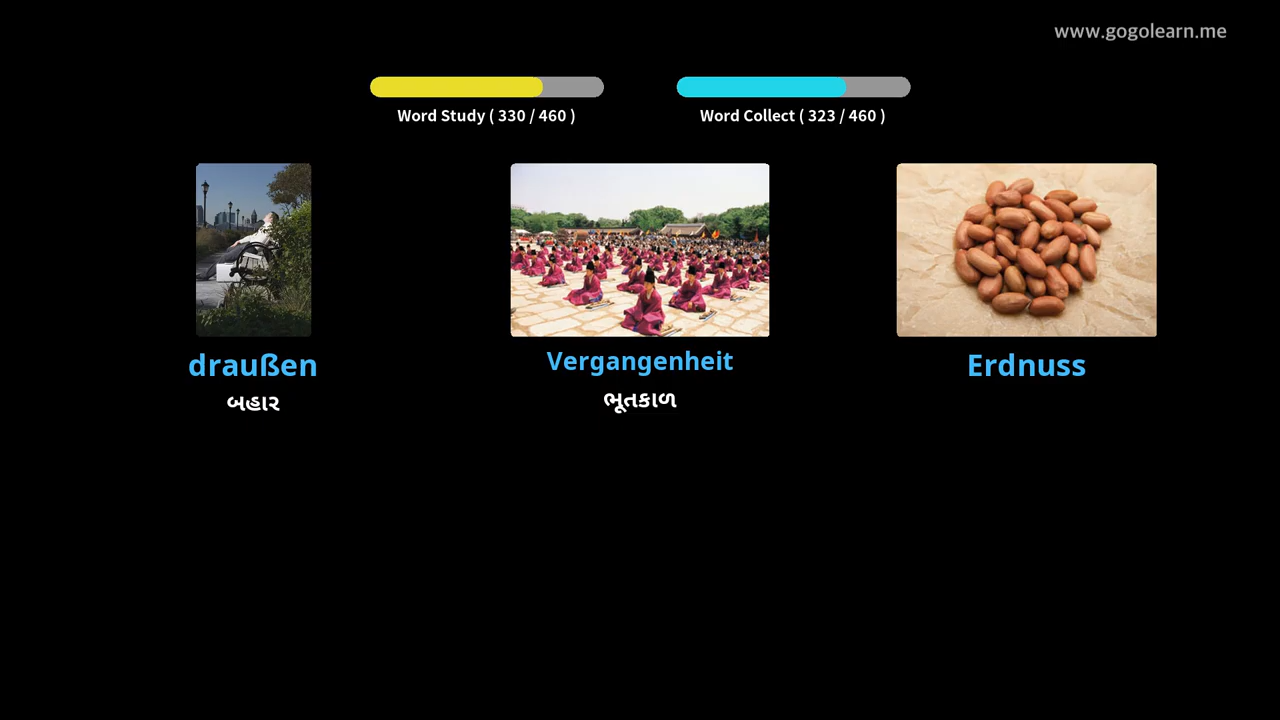 www.gogolearn.me
Word Study ( 330 / 460 )
Word Collect ( 323 / 460 )
draußen
Vergangenheit
Erdnuss
બહાર
ભૂતકાળ